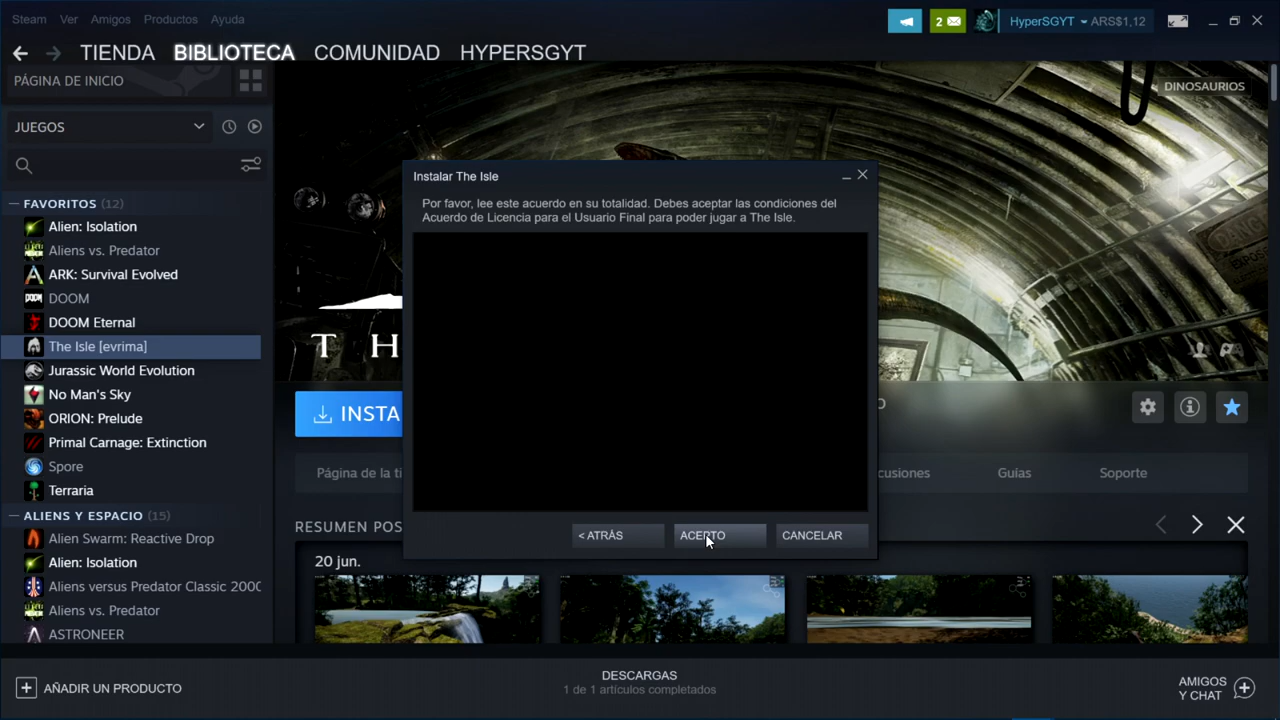 Steam Ver Amigos Productos Ayuda
2
HyperSGYT ARS$1,12
TIENDA BIBLIOTECA COMUNIDAD HYPERSGYT
PÁGINA DE INICIO
DINOSAURIOS
JUEGOS
FAVORITOS (12)
Alien: Isolation
Aliens vs. Predator
ARK: Survival Evolved
DOOM
DOOM Eternal
The Isle [evrima]
Jurassic World Evolution
No Man's Sky
ORION: Prelude
Primal Carnage: Extinction
Spore
Terraria
ALIENS Y ESPACIO (15)
Alien Swarm: Reactive Drop
Alien: Isolation
Aliens versus Predator Classic 2000
Aliens vs. Predator
ASTRONEER
Instalar The Isle
Por favor, lee este acuerdo en su totalidad. Debes aceptar las condiciones del
Acuerdo de Licencia para el Usuario Final para poder jugar a The Isle.
< ATRÁS ACEPTO CANCELAR
T H
INSTA
O
Página de la ti
cusiones Guías Soporte
RESUMEN POS
20 jun.
AÑADIR UN PRODUCTO
DESCARGAS
1 de 1 artículos completados
AMIGOS
Y CHAT